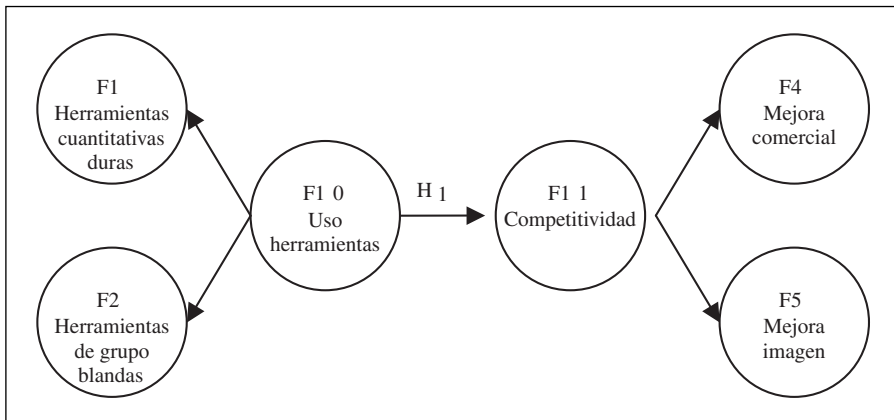 F1
Herramientas
cuantitativas
duras
F2
Herramientas
de grupo
blandas
F1 0
Uso
herramientas
H 1
F1 1
Competitividad
F4
Mejora
comercial
F5
Mejora
imagen